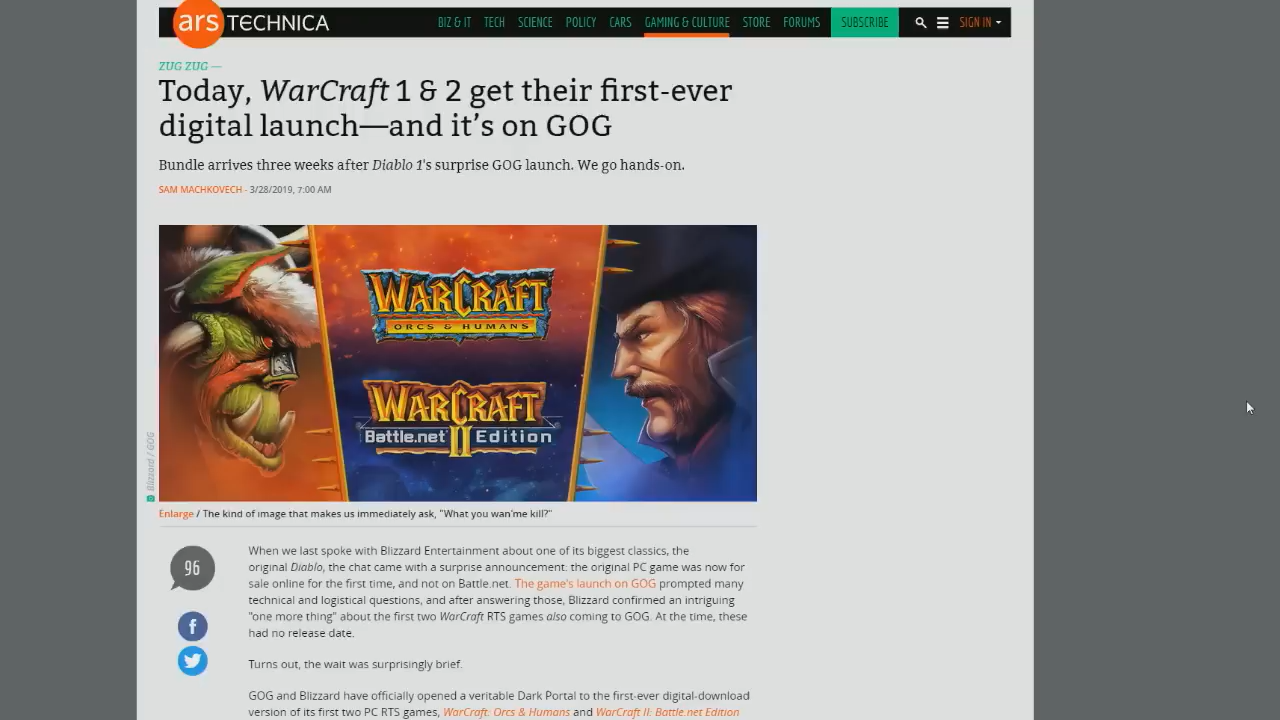 ars TECHNICA
BIZ & IT TECH SCIENCE POLICY CARS GAMING & CULTURE STORE FORUMS SUBSCRIBE SIGN IN
ZUG ZUG —
Today, WarCraft 1 & 2 get their first-ever
digital launch—and it's on GOG
Bundle arrives three weeks after Diablo 1's surprise GOG launch. We go hands-on.
SAM MACHKOVECH - 3/28/2019, 7:00 AM
WARCRAFT
ORCS & HUMANS
WARCRAFT
Battle.net II Edition
Blizzard / GOG
Enlarge / The kind of image that makes us immediately ask, "What you wan'me kill?"
96
When we last spoke with Blizzard Entertainment about one of its biggest classics, the
original Diablo, the chat came with a surprise announcement: the original PC game was now for
sale online for the first time, and not on Battle.net. The game's launch on GOG prompted many
technical and logistical questions, and after answering those, Blizzard confirmed an intriguing
"one more thing" about the first two WarCraft RTS games also coming to GOG. At the time, these
had no release date.
Turns out, the wait was surprisingly brief.
GOG and Blizzard have officially opened a veritable Dark Portal to the first-ever digital-download
version of its first two PC RTS games, WarCraft: Orcs & Humans and WarCraft II: Battle.net Edition